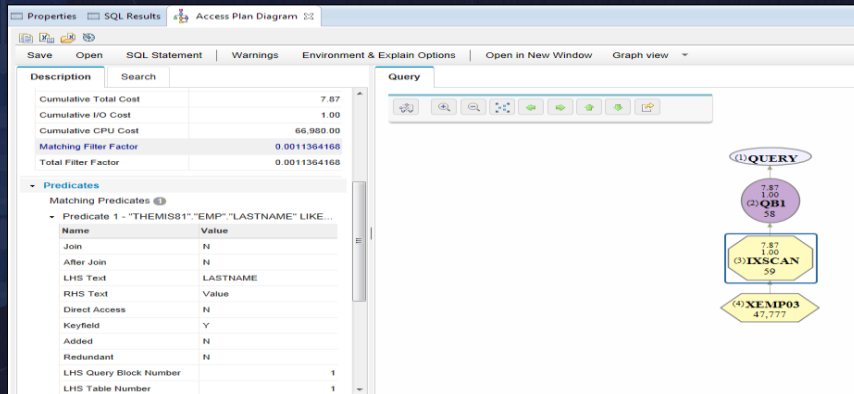 Properties SQL Results Access Plan Diagram
Save Open SQL Statement Warnings Environment & Explain Options Open in New Window Graph view
Description Search
Cumulative Total Cost 7.87
Cumulative I/O Cost 1.00
Cumulative CPU Cost 66,980.00
Matching Filter Factor 0.0011364168
Total Filter Factor 0.0011364168
Predicates
Matching Predicates 1
Predicate 1 - "THEMIS81"."EMP"."LASTNAME" LIKE...
Name Value
Join N
After Join N
LHS Text LASTNAME
RHS Text Value
Direct Access N
Keyfield Y
Added N
Redundant N
LHS Query Block Number 1
LHS Table Number 1
Query
(1)QUERY
7.87
1.00
(2)QB1
58
7.87
1.00
(3)IXSCAN
59
(4)XEMP03
47,777